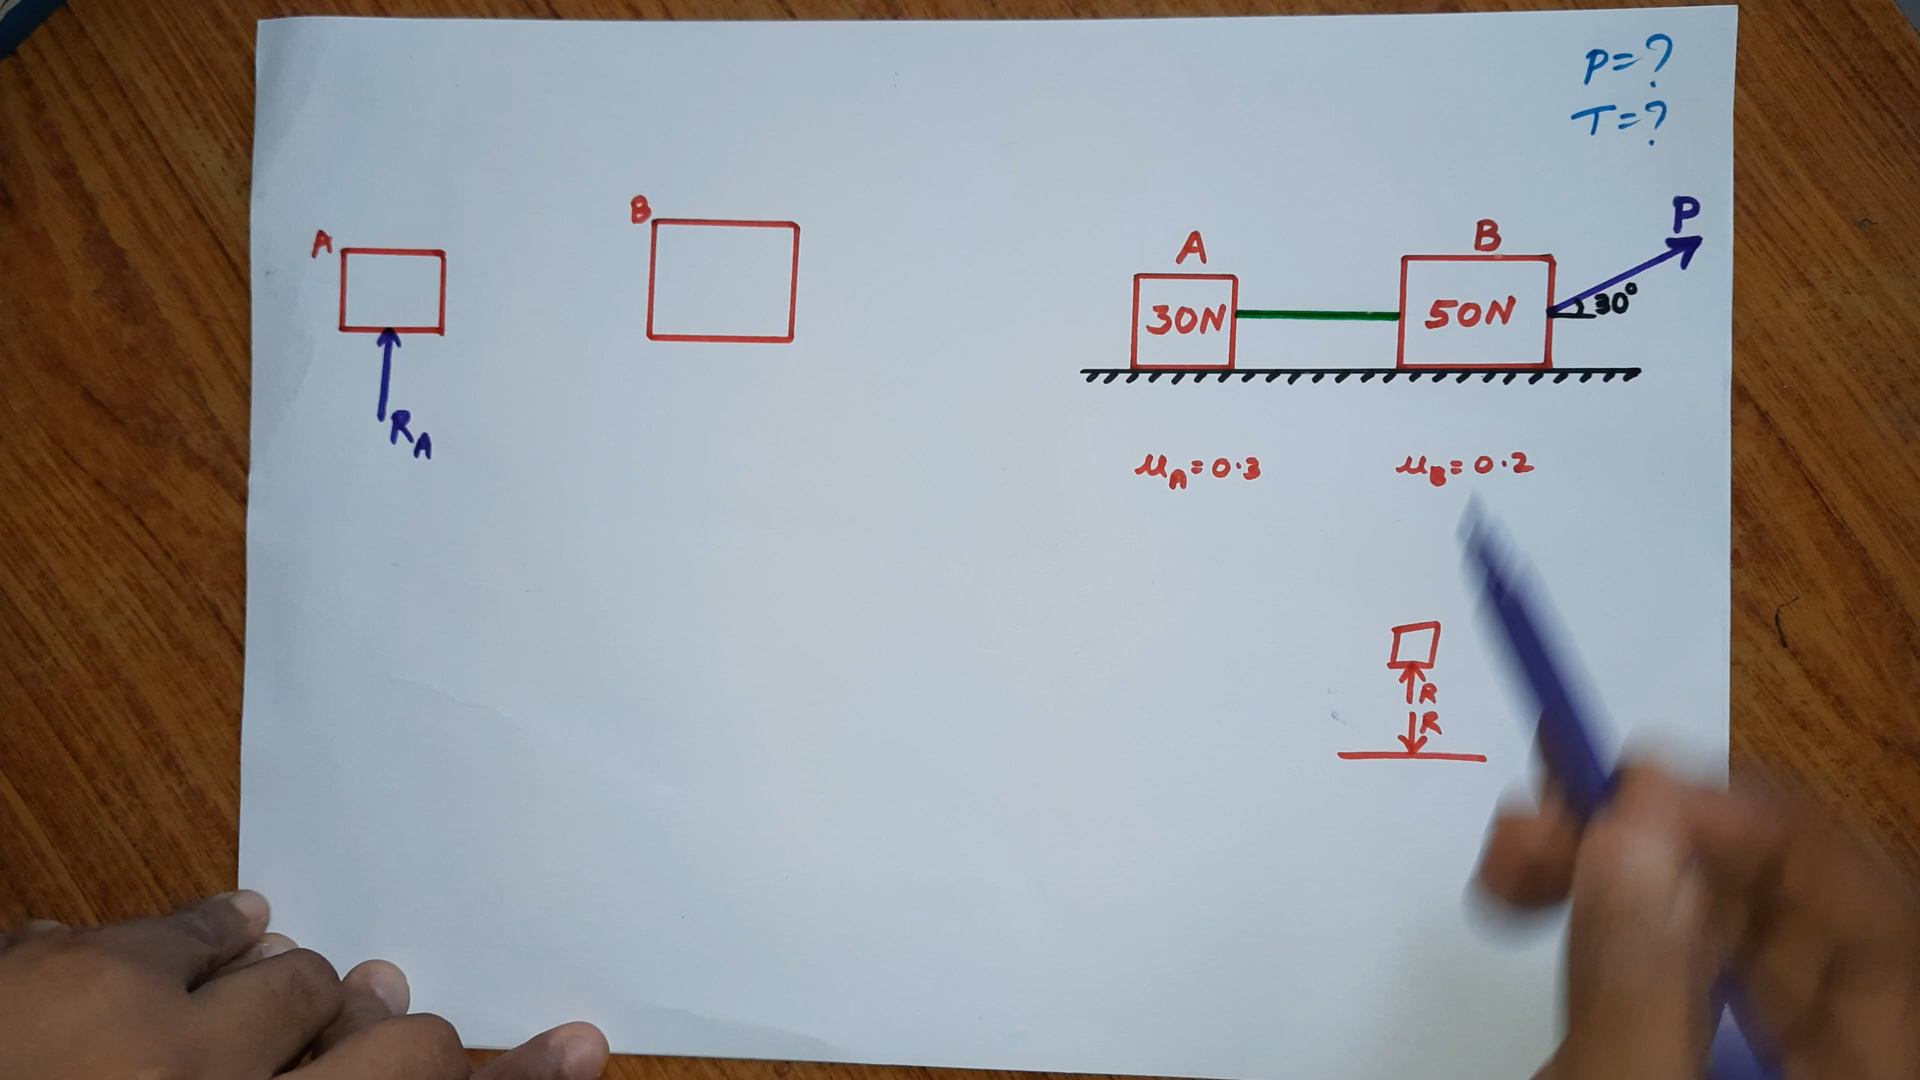 P=?
T=?
A
R_A
B
A
B
P
30N
50N
30°
μ_A=0.3
μ_B=0.2
R
R